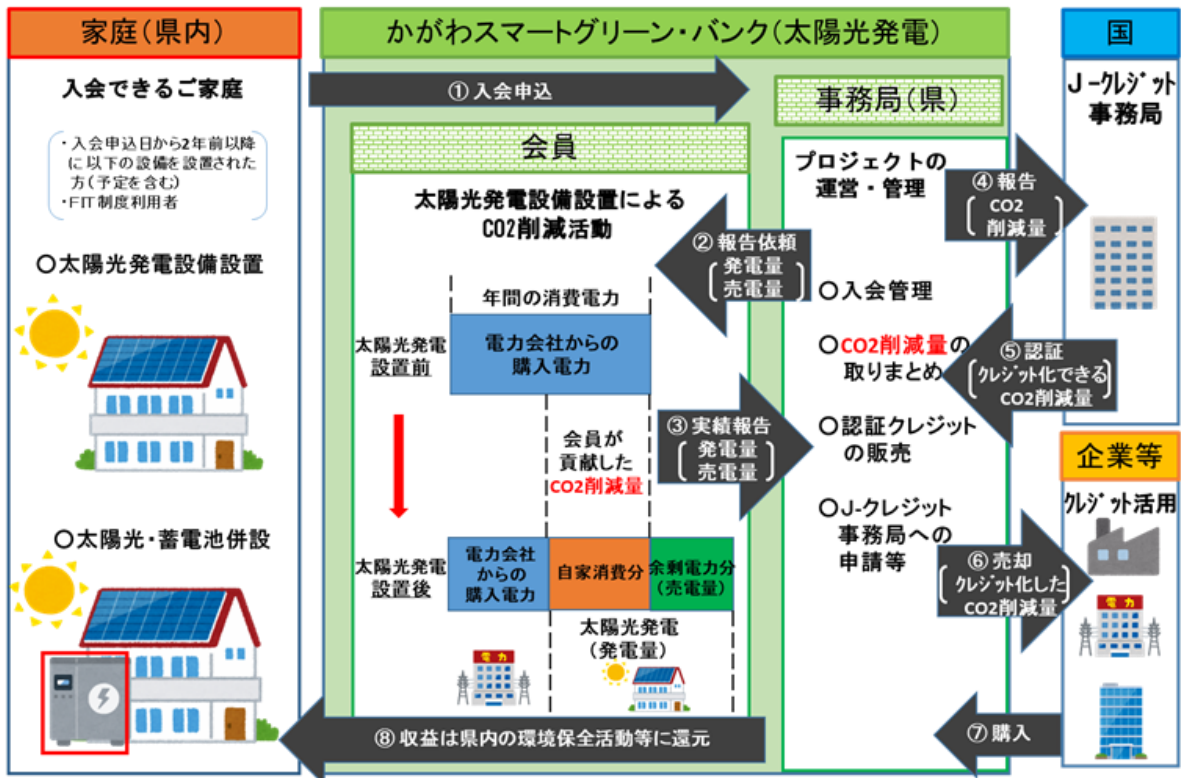 家庭(県内)
入会できるご家庭
・入会申込日から2年前以降
に以下の設備を設置された
方(予定を含む)
・FIT制度利用者
○太陽光発電設備設置
○太陽光・蓄電池併設
かがわスマートグリーン・バンク(太陽光発電)
①入会申込
会員
太陽光発電設備設置による
CO2削減活動
年間の消費電力
太陽光発電
設置前
電力会社からの
購入電力
会員が
貢献した
CO2削減量
太陽光発電
設置後
電力会社
からの
購入電力
自家消費分
余剰電力分
(売電量)
太陽光発電
(発電量)
電力
②報告依頼
発電量
売電量
③実績報告
発電量
売電量
事務局(県)
プロジェクトの
運営・管理
○入会管理
○CO2削減量の
取りまとめ
○認証クレジット
の販売
○J-クレジット
事務局への
申請等
④報告
CO2
削減量
⑤認証
クレジット化できる
CO2削減量
⑥売却
クレジット化した
CO2削減量
⑦購入
⑧収益は県内の環境保全活動等に還元
国
J-クレジット
事務局
企業等
クレジット活用
電力